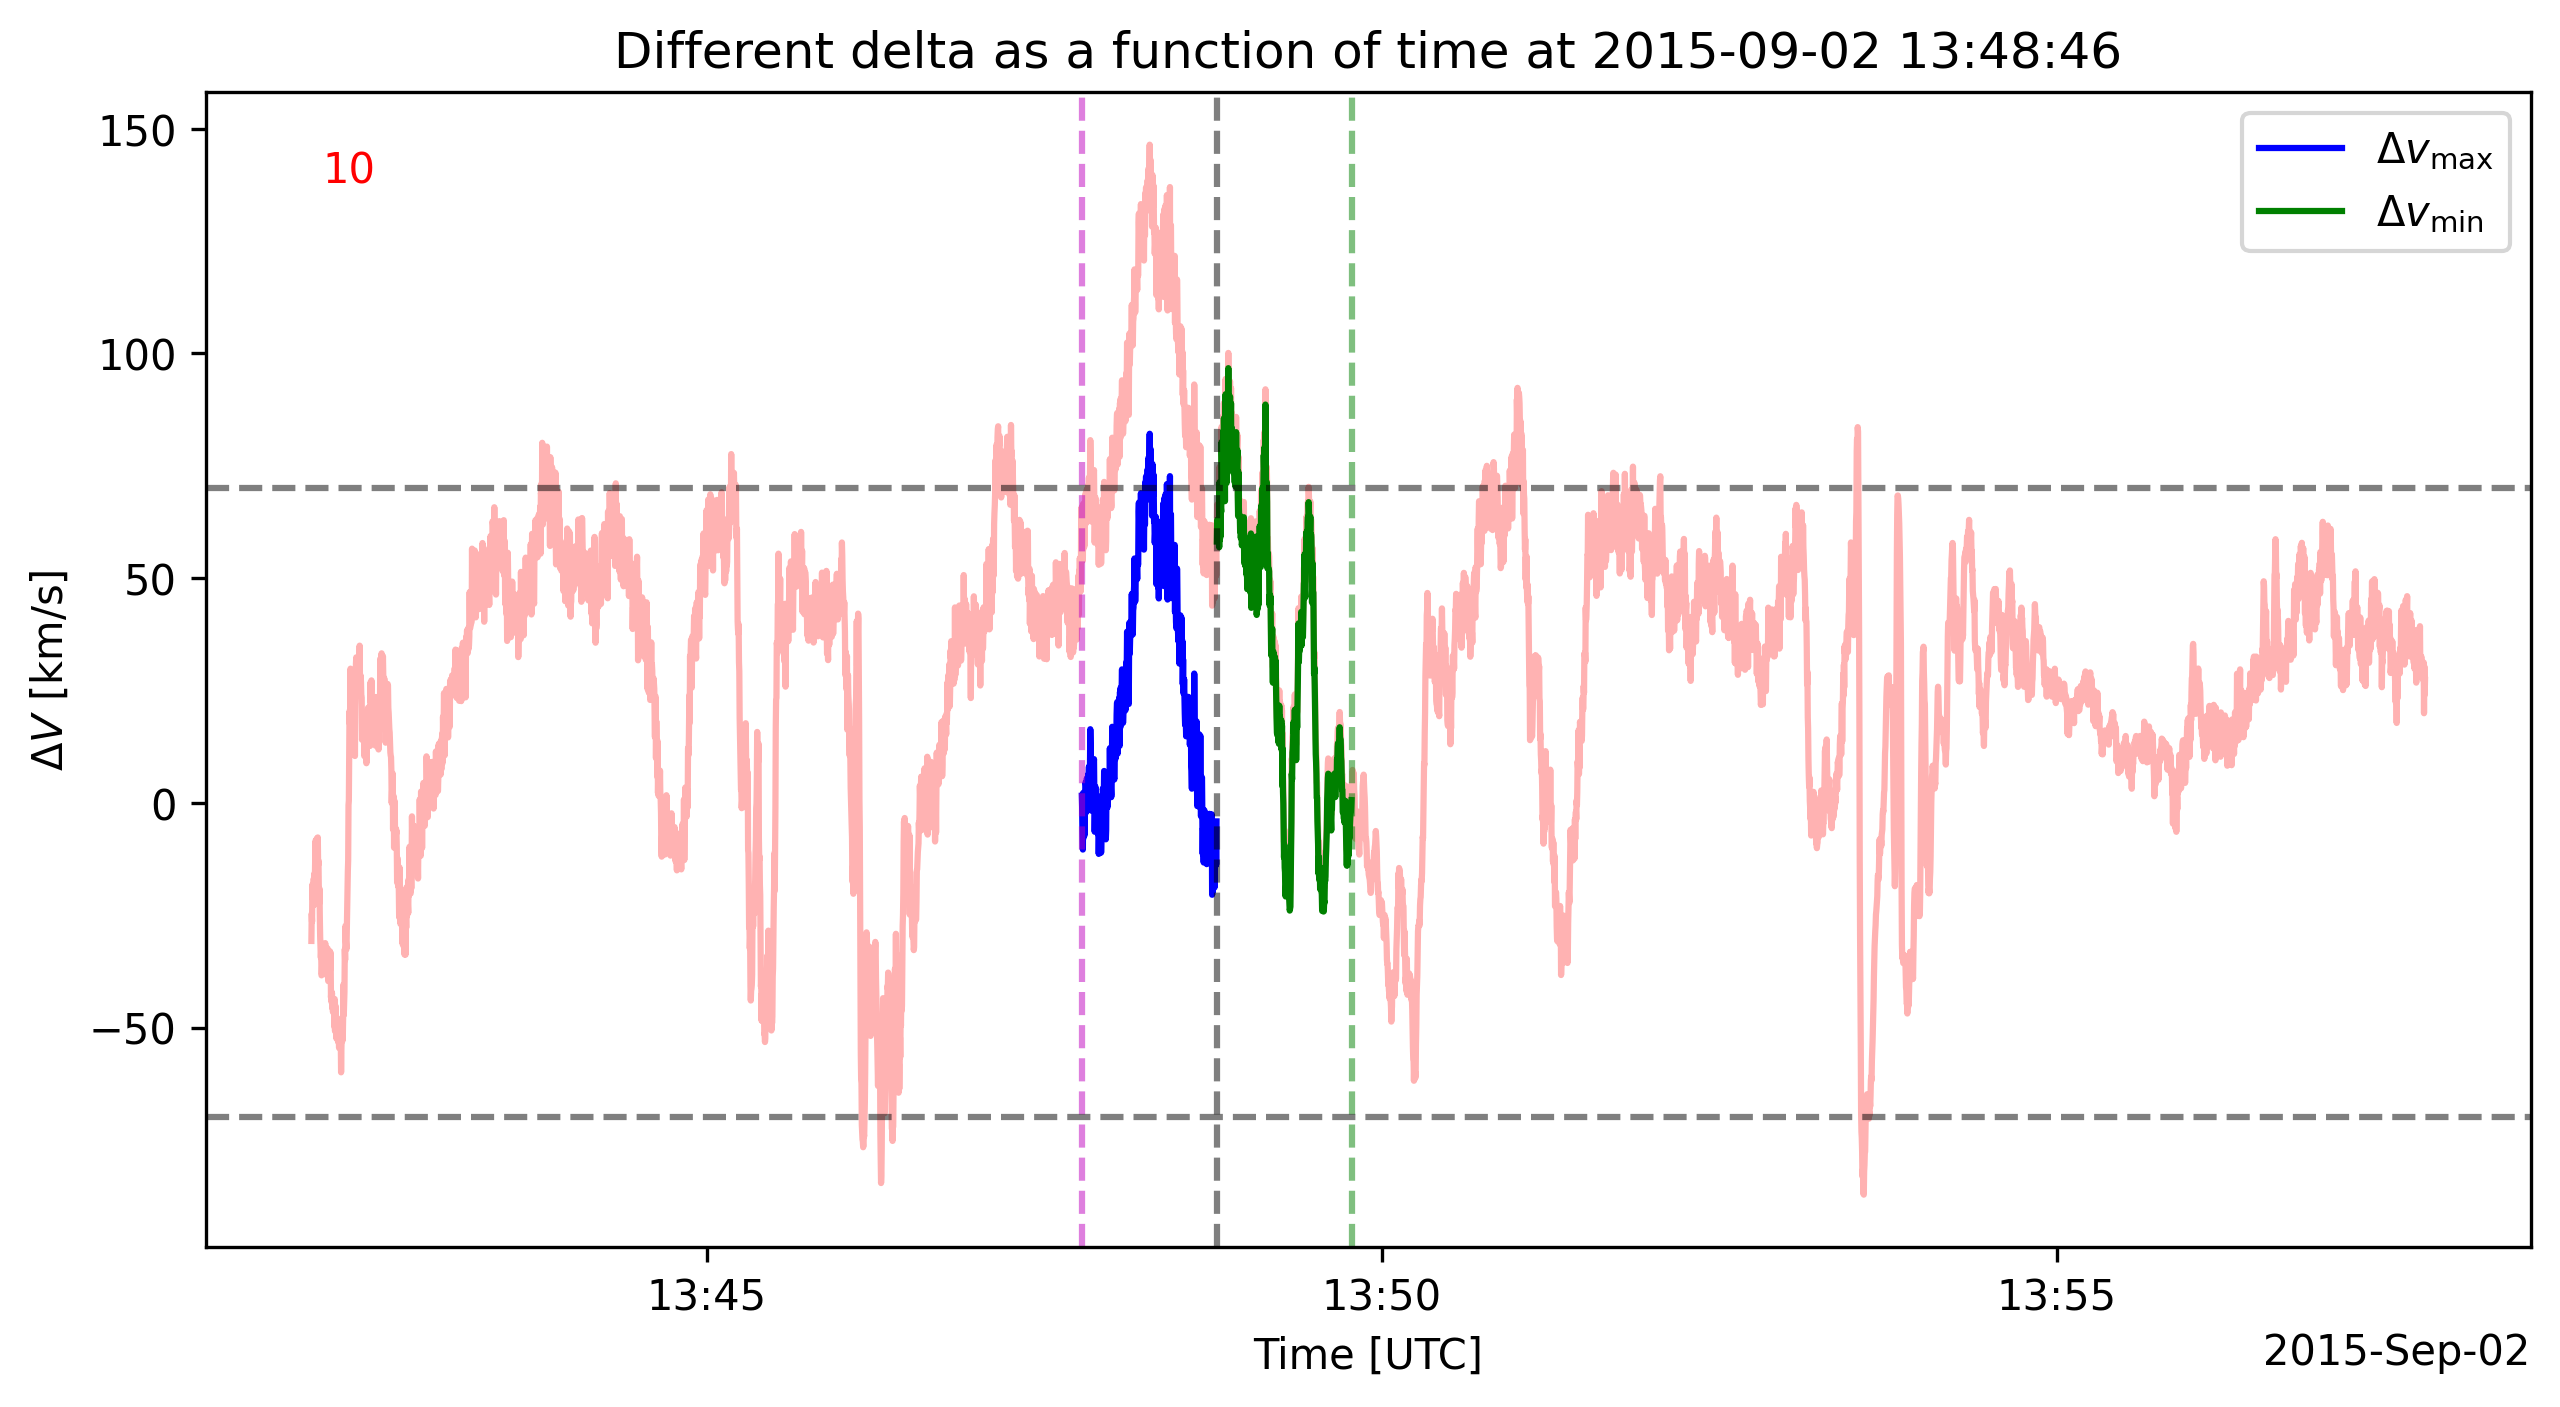 Different delta as a function of time at 2015-09-02 13:48:46
10
Δv_max
Δv_min
150
100
50
0
−50
ΔV [km/s]
13:45
13:50
13:55
Time [UTC]
2015-Sep-02